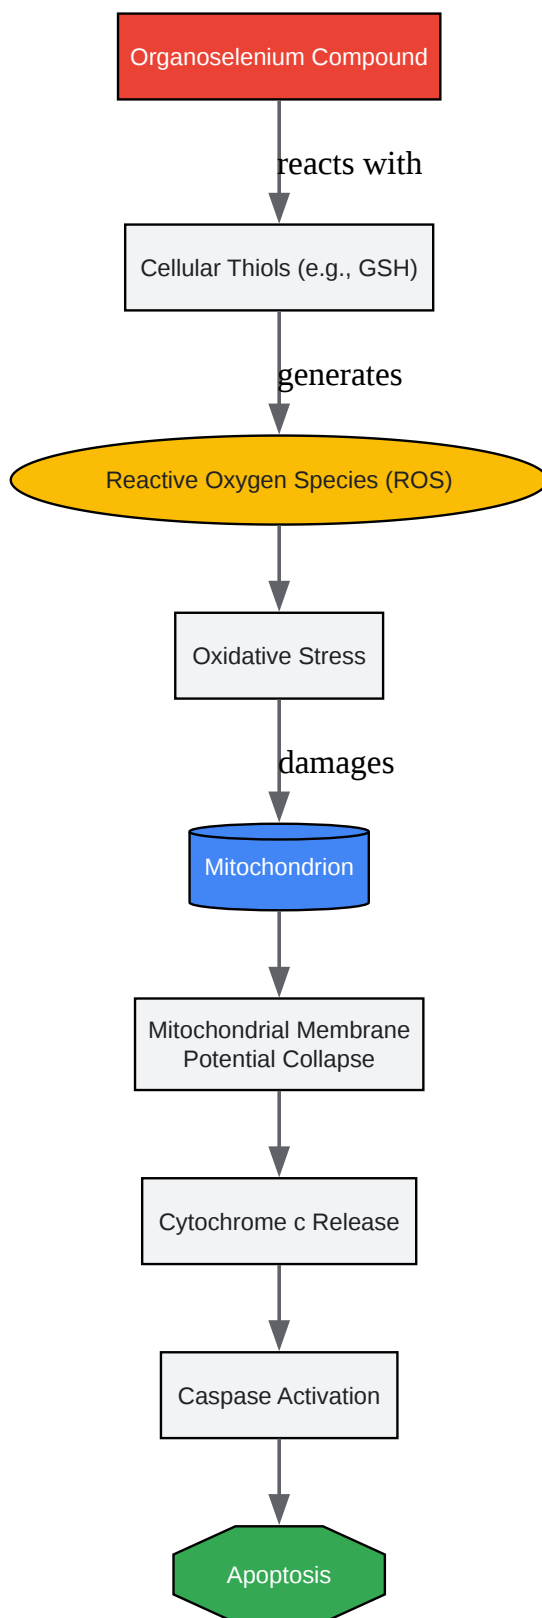 Organoselenium Compound
reacts with
Cellular Thiols (e.g., GSH)
generates
Reactive Oxygen Species (ROS)
Oxidative Stress
damages
Mitochondrion
Mitochondrial Membrane
Potential Collapse
Cytochrome c Release
Caspase Activation
Apoptosis